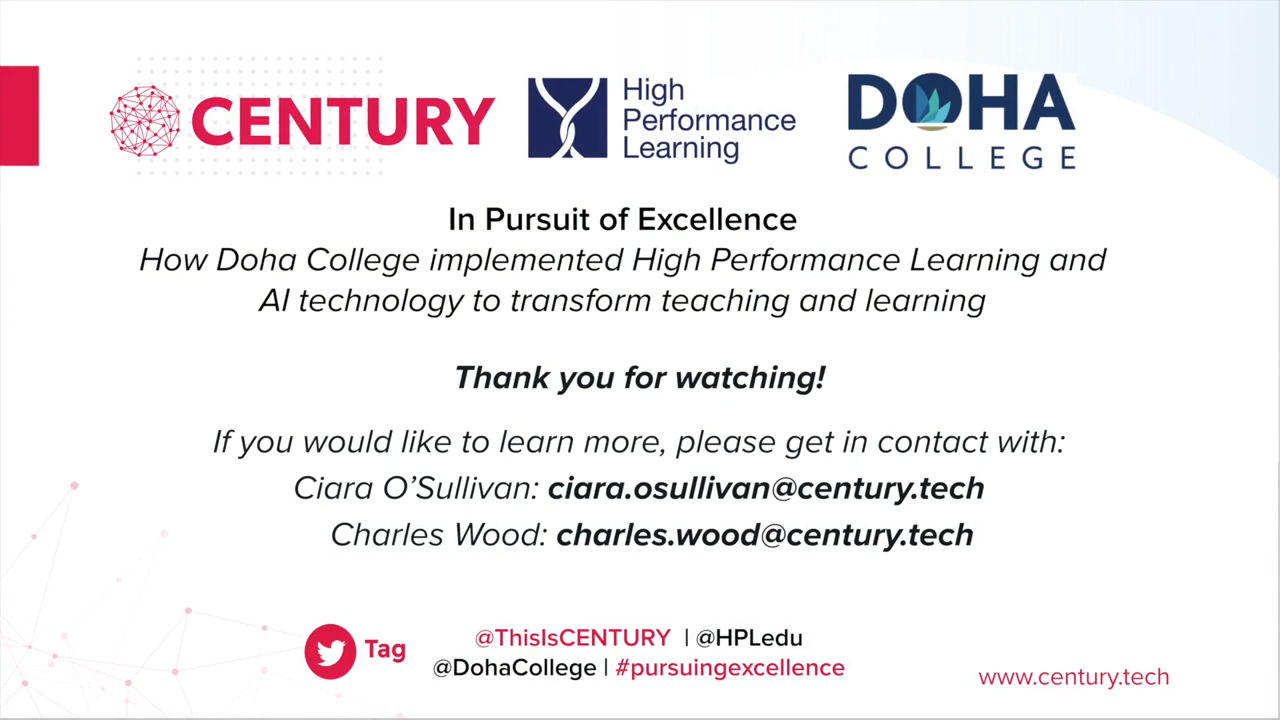 CENTURY
High
Performance
Learning
DOHA
COLLEGE
In Pursuit of Excellence
How Doha College implemented High Performance Learning and
AI technology to transform teaching and learning
Thank you for watching!
If you would like to learn more, please get in contact with:
Ciara O’Sullivan: ciara.osullivan@century.tech
Charles Wood: charles.wood@century.tech
Tag
@ThisIsCENTURY | @HPLedu
@DohaCollege | #pursuingexcellence
www.century.tech